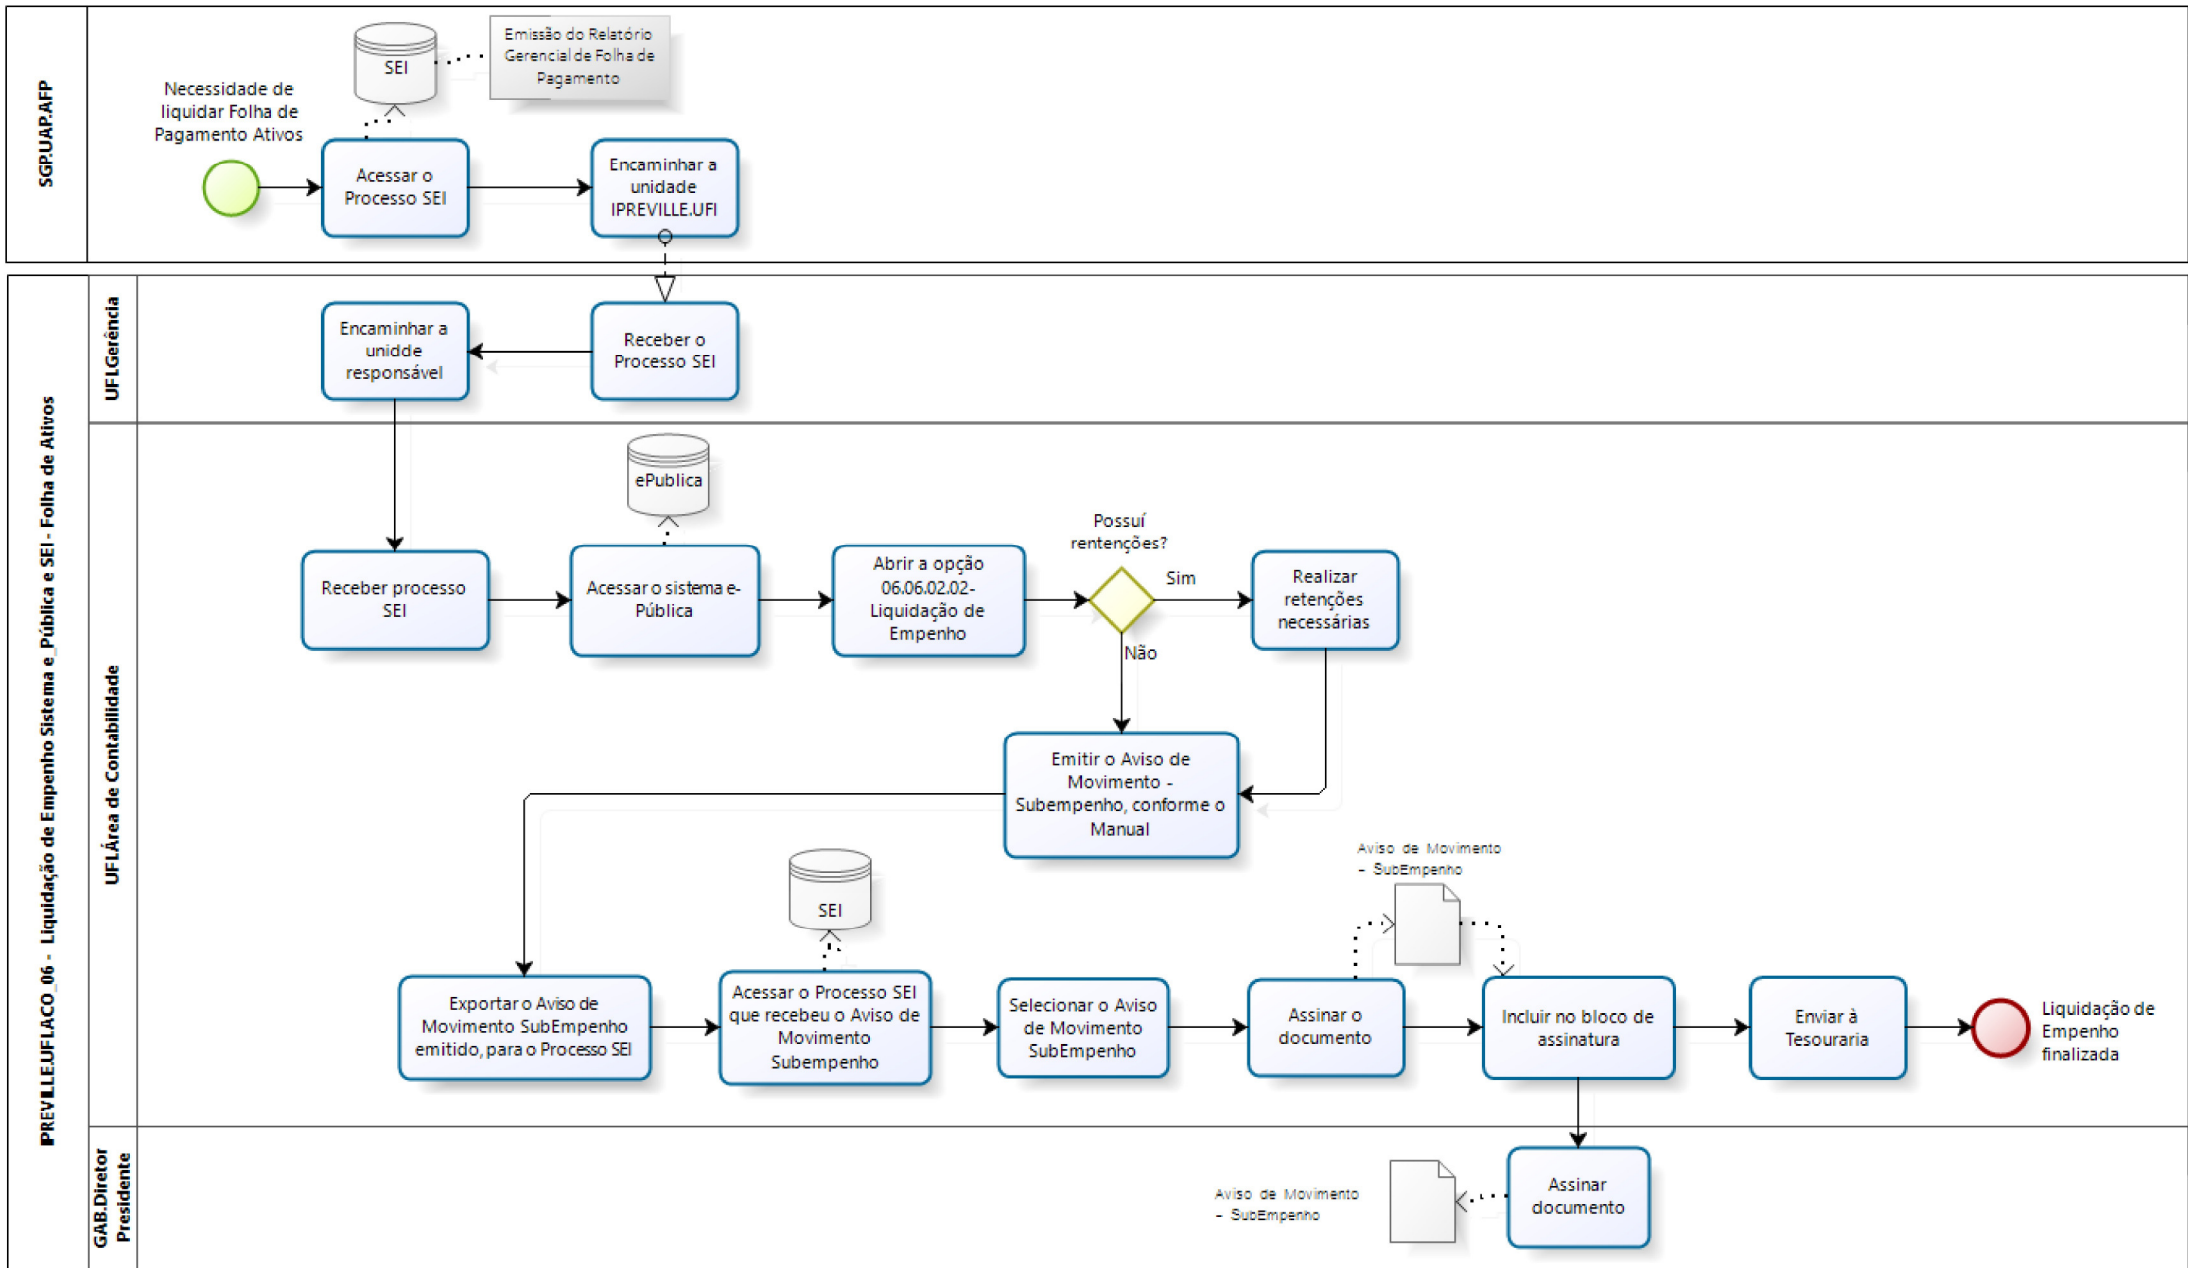 SGP.UAP.AFP
Necessidade de
liquidar Folha de
Pagamento Ativos
SEI
Emissão do Relatório
Gerencial de Folha de
Pagamento
Acessar o
Processo SEI
Encaminhar a
unidade
IPREVILLE.UFI
IPREVILLE.UFI.ACO_06 - Liquidação de Empenho Sistema e_Pública e SEI - Folha de Ativos
UFI.Gerência
Encaminhar a
unidde
responsável
Receber o
Processo SEI
UFI.Área de Contabilidade
ePublica
Receber processo
SEI
Acessar o sistema e-
Pública
Abrir a opção
06.06.02.02-
Liquidação de
Empenho
Possuí
rentenções?
Sim
Não
Realizar
retenções
necessárias
Emitir o Aviso de
Movimento -
Subempenho, conforme o
Manual
SEI
Aviso de Movimento
- SubEmpenho
Exportar o Aviso de
Movimento SubEmpenho
emitido, para o Processo SEI
Acessar o Processo SEI
que recebeu o Aviso de
Movimento
Subempenho
Selecionar o Aviso
de Movimento
SubEmpenho
Assinar o
documento
Incluir no bloco de
assinatura
Enviar à
Tesouraria
Liquidação de
Empenho
finalizada
GAB.Diretor
Presidente
Aviso de Movimento
- SubEmpenho
Assinar
documento